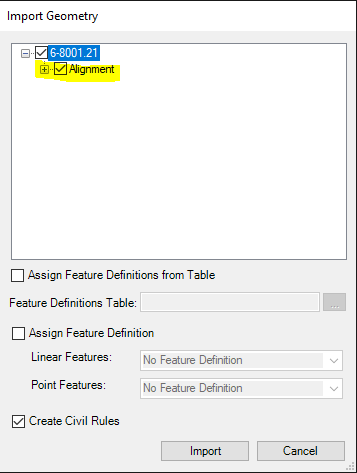 Import Geometry
6-8001.21
Alignment
Assign Feature Definitions from Table
Feature Definitions Table:
...
Assign Feature Definition
Linear Features:
No Feature Definition
Point Features:
No Feature Definition
Create Civil Rules
Import
Cancel